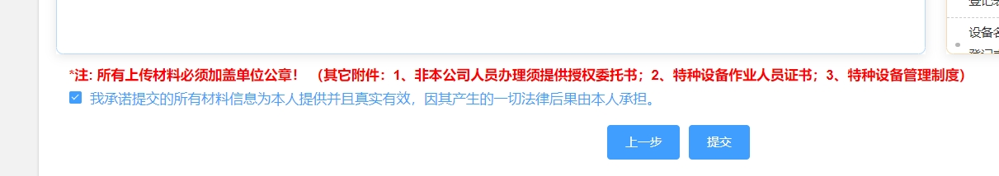 登记表
设备名
*注: 所有上传材料必须加盖单位公章！ （其它附件：1、非本公司人员办理须提供授权委托书；2、特种设备作业人员证书；3、特种设备管理制度）
我承诺提交的所有材料信息为本人提供并且真实有效，因其产生的一切法律后果由本人承担。
上一步 提交